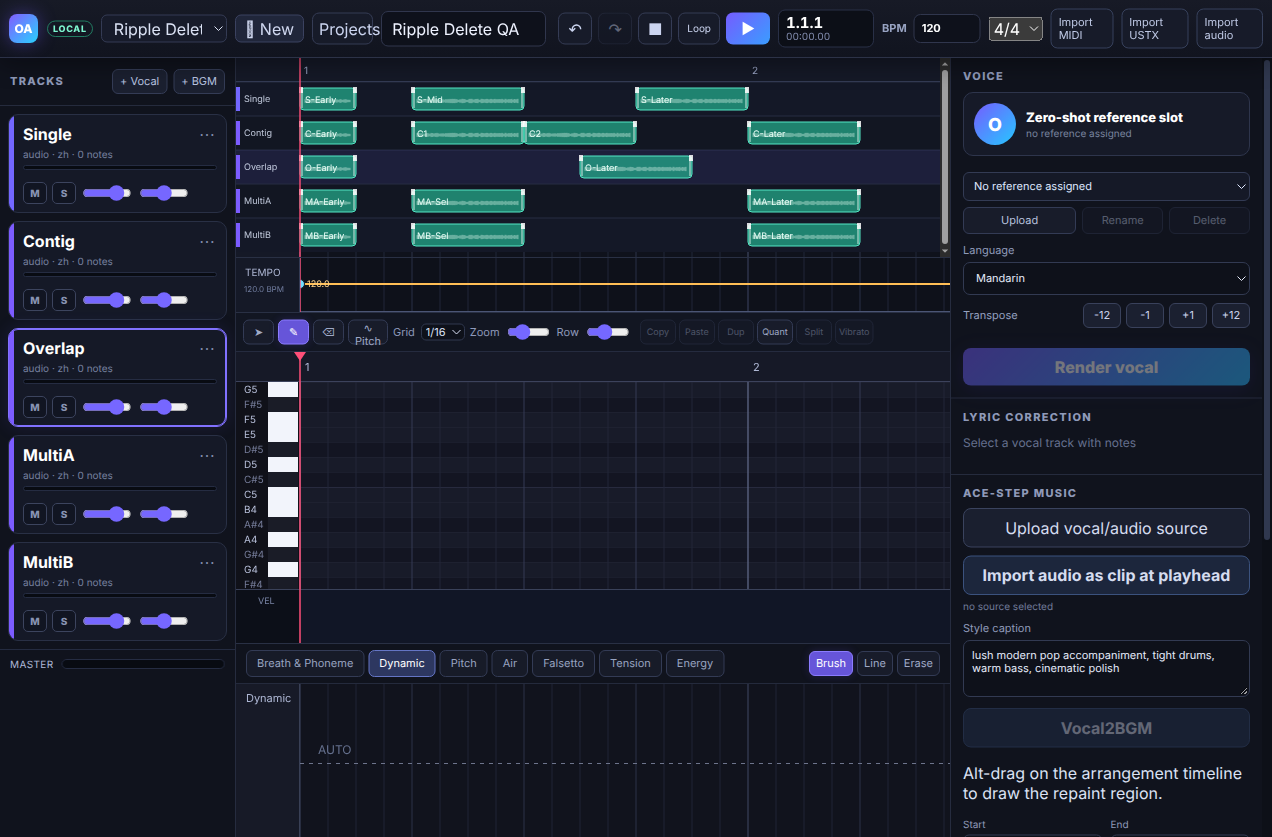 OA LOCAL Ripple Delet New Projects Ripple Delete QA Loop 1.1.1 00:00.00 BPM 120 4/4 Import MIDI Import USTX Import audio
TRACKS + Vocal + BGM
Single
audio · zh · 0 notes
M S
Contig
audio · zh · 0 notes
M S
Overlap
audio · zh · 0 notes
M S
MultiA
audio · zh · 0 notes
M S
MultiB
audio · zh · 0 notes
M S
MASTER
1 2
Single S-Early S-Mid S-Later
Contig C-Early C1 C2 C-Later
Overlap O-Early O-Later
MultiA MA-Early MA-Sel MA-Later
MultiB MB-Early MB-Sel MB-Later
TEMPO
120.0 BPM
120.0
Pitch Grid 1/16 Zoom Row Copy Paste Dup Quant Split Vibrato
1 2
G5
F#5
F5
E5
D#5
D5
C#5
C5
B4
A#4
A4
G#4
G4
F#4
VEL
Breath & Phoneme Dynamic Pitch Air Falsetto Tension Energy Brush Line Erase
Dynamic
AUTO
VOICE
O
Zero-shot reference slot
no reference assigned
No reference assigned
Upload Rename Delete
Language
Mandarin
Transpose -12 -1 +1 +12
Render vocal
LYRIC CORRECTION
Select a vocal track with notes
ACE-STEP MUSIC
Upload vocal/audio source
Import audio as clip at playhead
no source selected
Style caption
lush modern pop accompaniment, tight drums,
warm bass, cinematic polish
Vocal2BGM
Alt-drag on the arrangement timeline
to draw the repaint region.
Start End